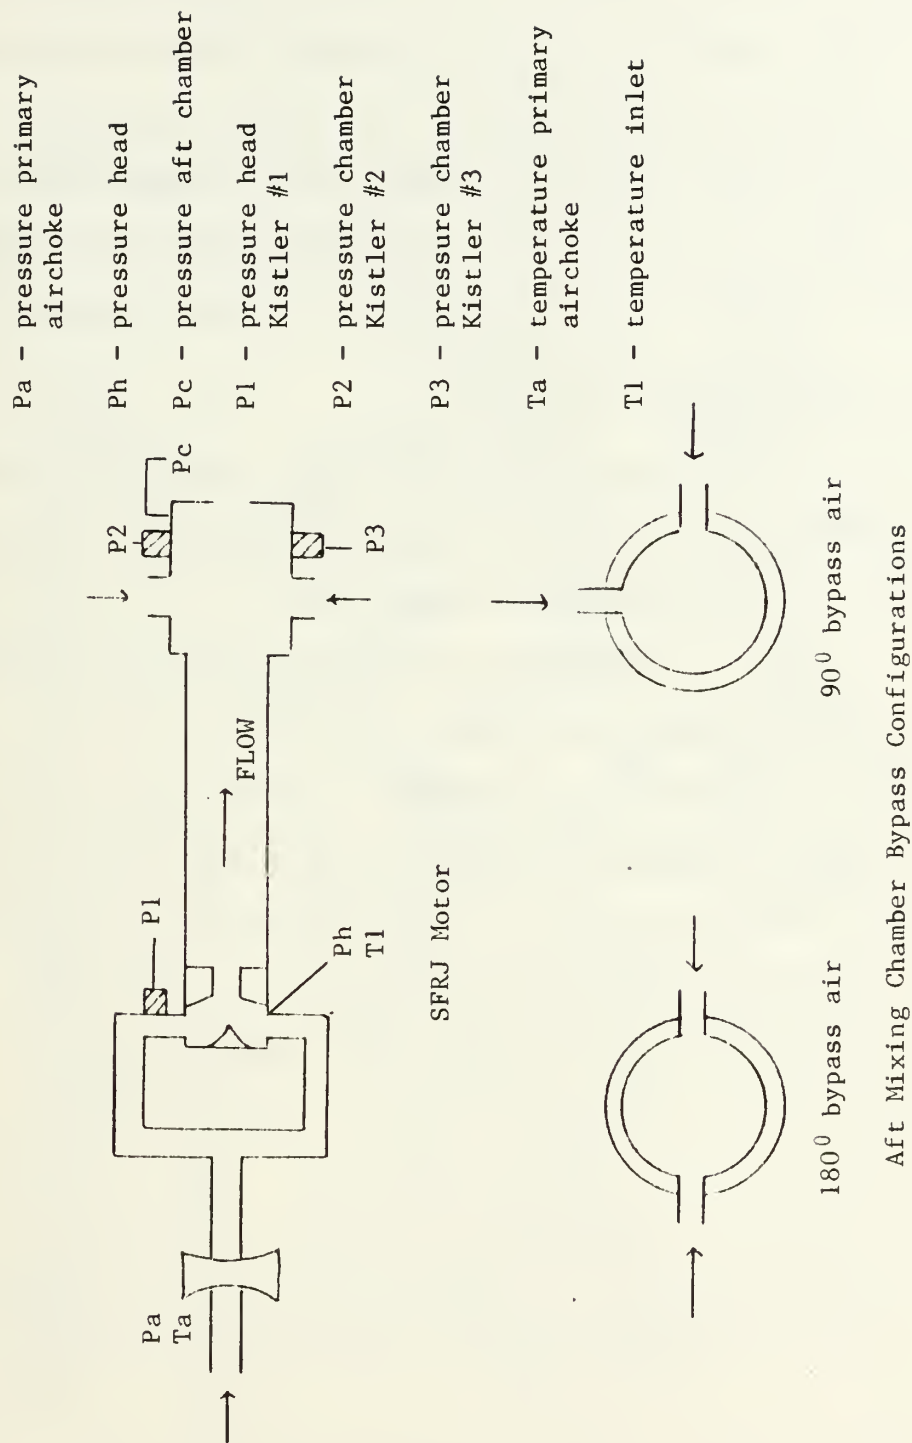 Pa - pressure primary
airchoke
Ph - pressure head
Pc - pressure aft chamber
P1 - pressure head
Kistler #1
P2 - pressure chamber
Kistler #2
P3 - pressure chamber
Kistler #3
Ta - temperature primary
airchoke
T1 - temperature inlet
Pa
Ta
P1
P2
Pc
P3
FLOW
Ph
T1
SFRJ Motor
180⁰ bypass air
90⁰ bypass air
Aft Mixing Chamber Bypass Configurations